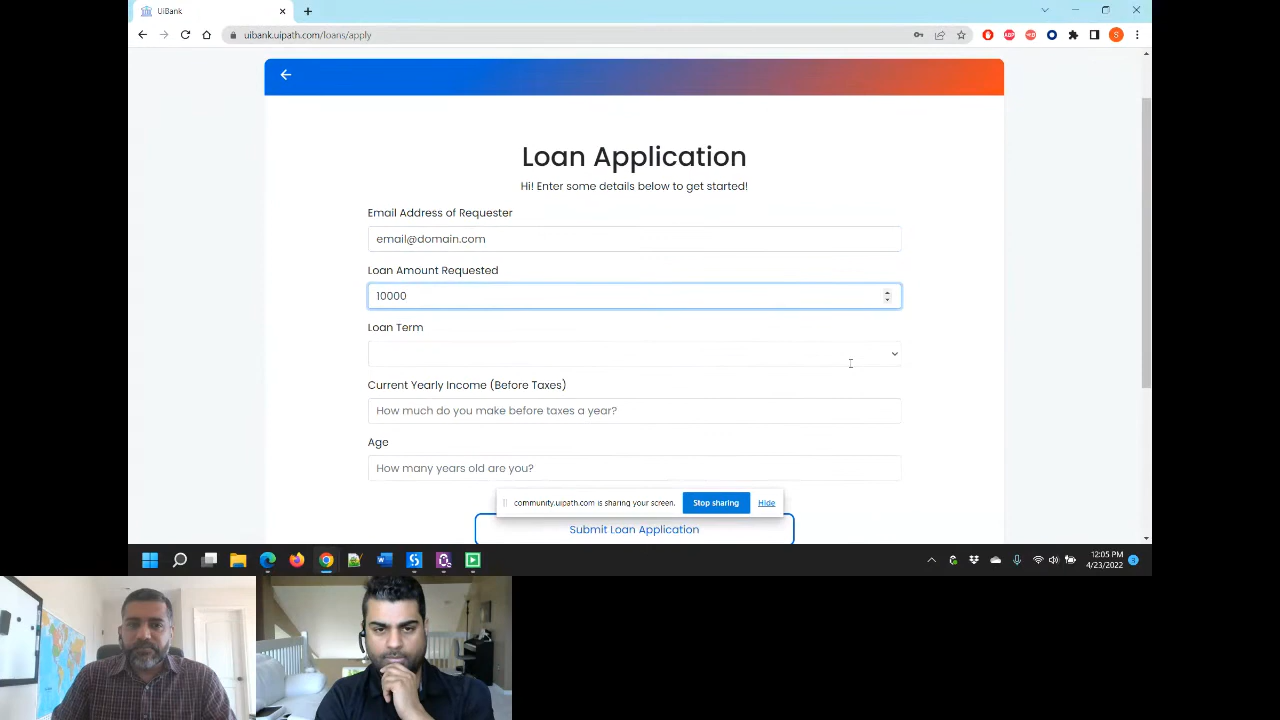 UiBank
uibank.uipath.com/loans/apply
Loan Application
Hi! Enter some details below to get started!
Email Address of Requester
email@domain.com
Loan Amount Requested
10000
Loan Term
Current Yearly Income (Before Taxes)
How much do you make before taxes a year?
Age
How many years old are you?
community.uipath.com is sharing your screen.
Stop sharing
Hide
Submit Loan Application
12:05 PM
4/23/2022